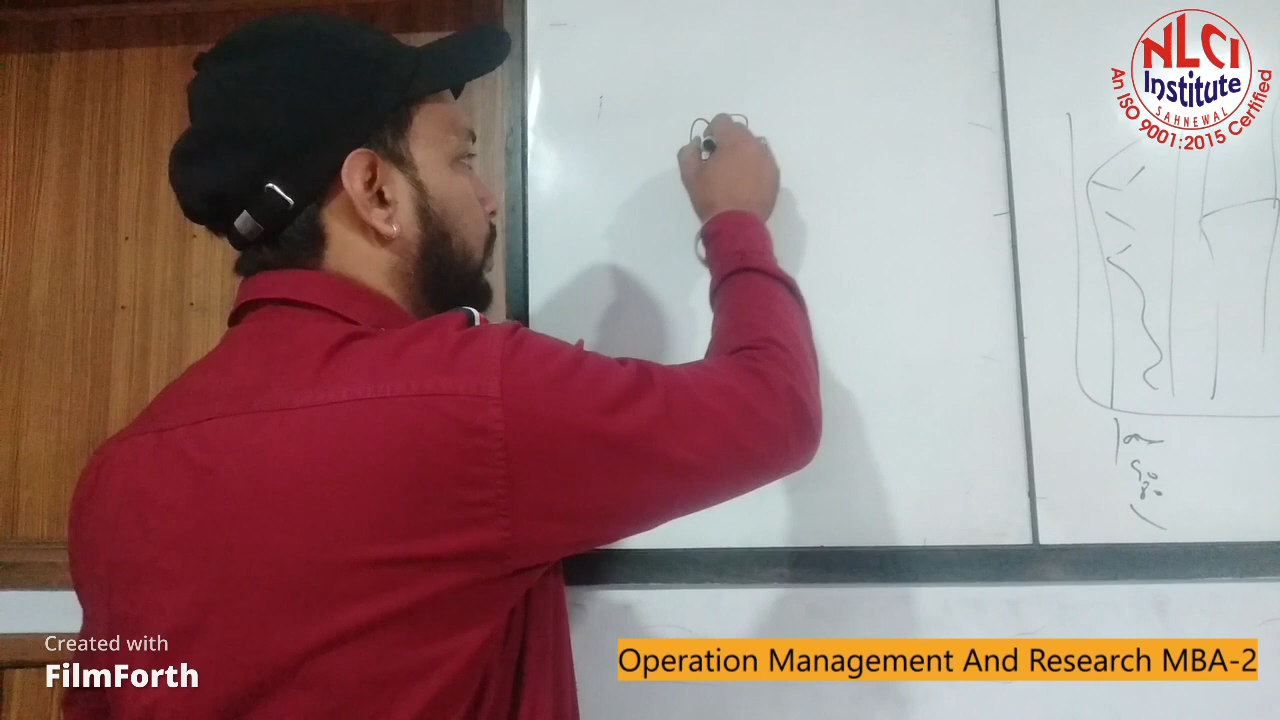 NLCI
Institute
SAHNEWAL
An ISO 9001:2015 Certified
Created with
FilmForth
Operation Management And Research MBA-2